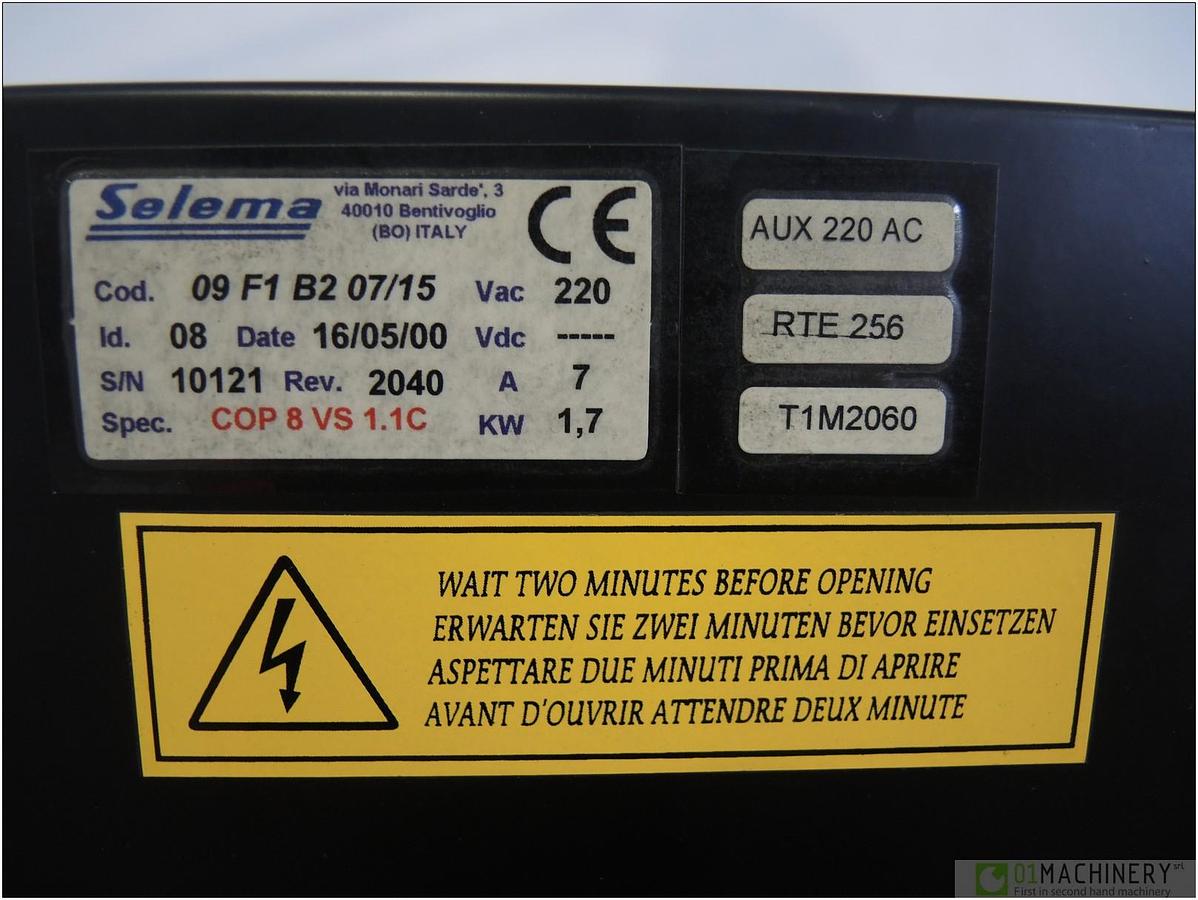 Selema
via Monari Sarde', 3
40010 Bentivoglio
(BO) ITALY
CE
Cod. 09 F1 B2 07/15 Vac 220
Id. 08 Date 16/05/00 Vdc -----
S/N 10121 Rev. 2040 A 7
Spec. COP 8 VS 1.1C KW 1,7
AUX 220 AC
RTE 256
T1M2060
WAIT TWO MINUTES BEFORE OPENING
ERWARTEN SIE ZWEI MINUTEN BEVOR EINSETZEN
ASPETTARE DUE MINUTI PRIMA DI APRIRE
AVANT D'OUVRIR ATTENDRE DEUX MINUTE
01MACHINERY srl
First in second hand machinery